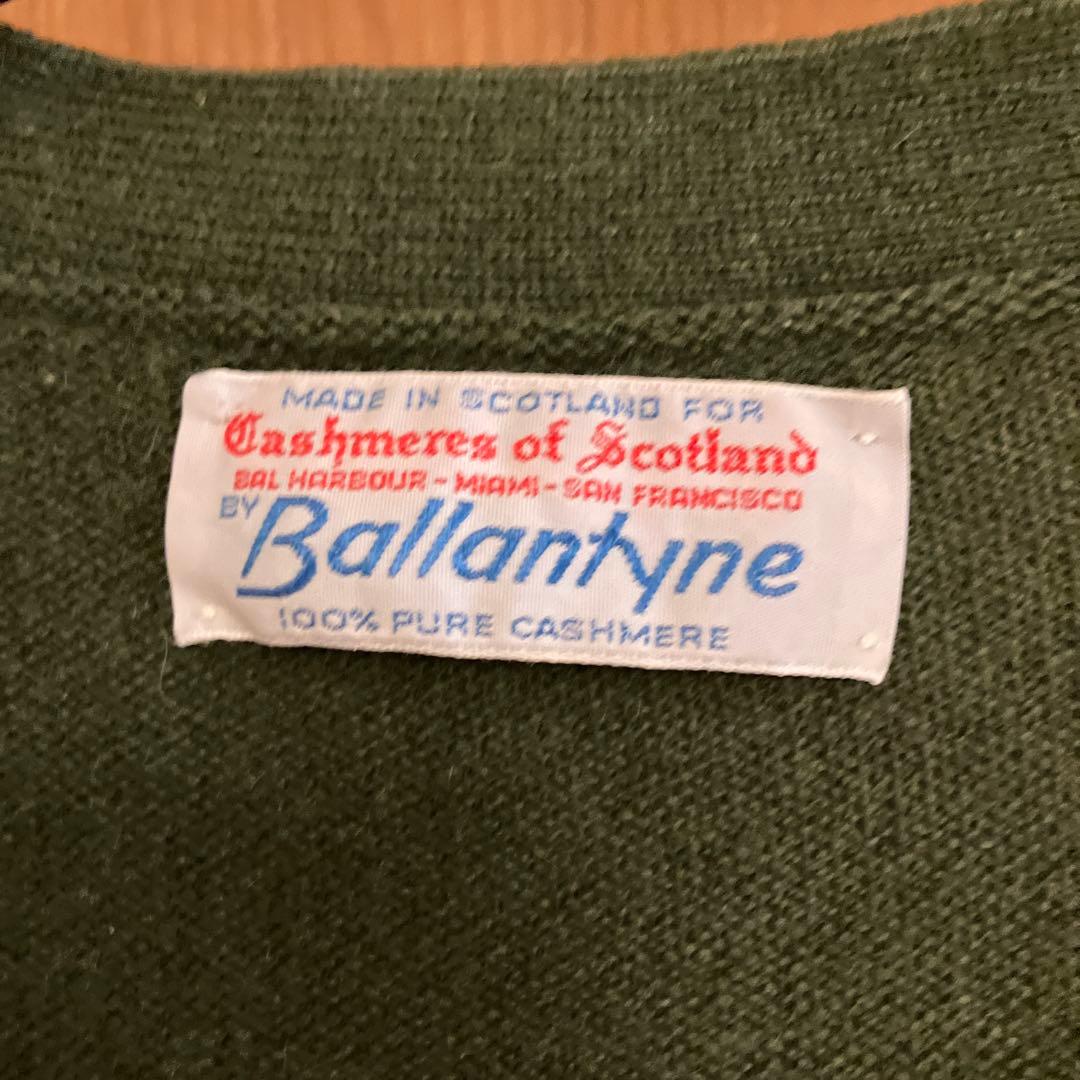 MADE IN SCOTLAND FOR
Cashmeres of Scotland
BAL HARBOUR - MIAMI - SAN FRANCISCO
BY Ballantyne
100% PURE CASHMERE